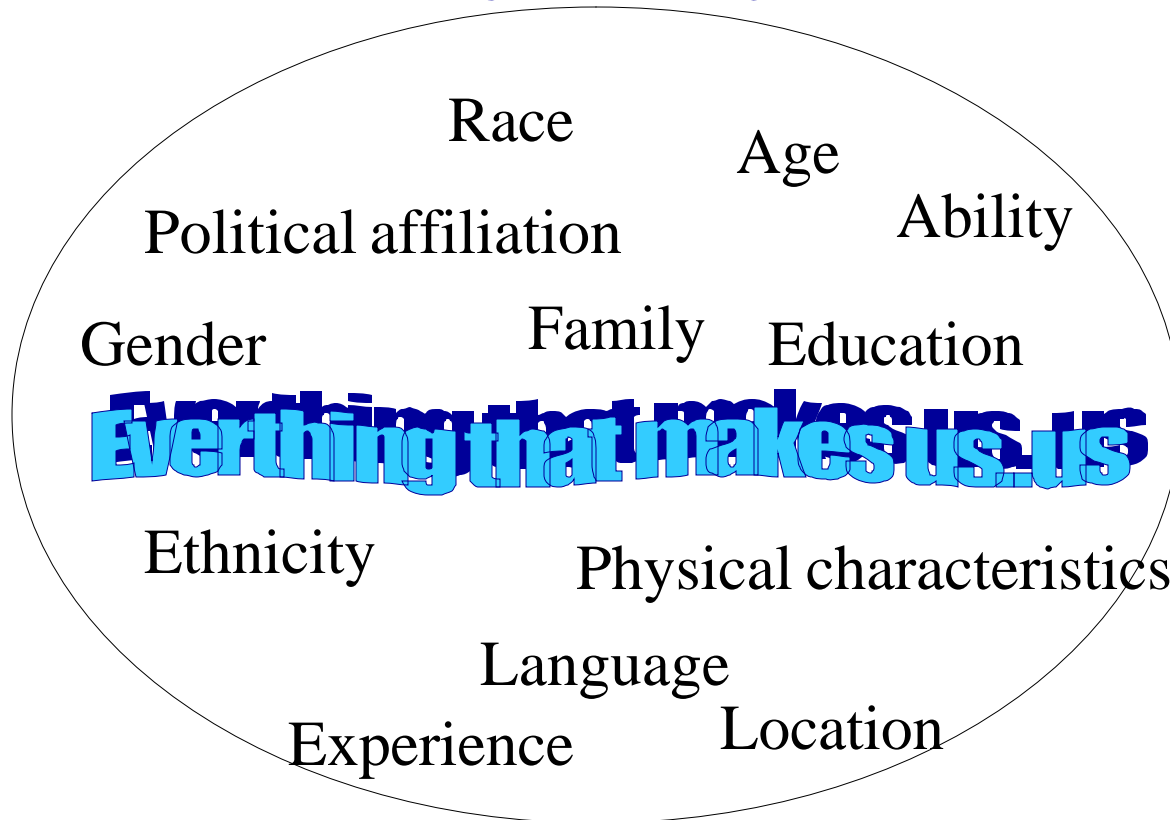 Race
Age
Ability
Political affiliation
Family
Gender
Education
Everthing that makes us...us
Ethnicity
Physical characteristics
Language
Location
Experience